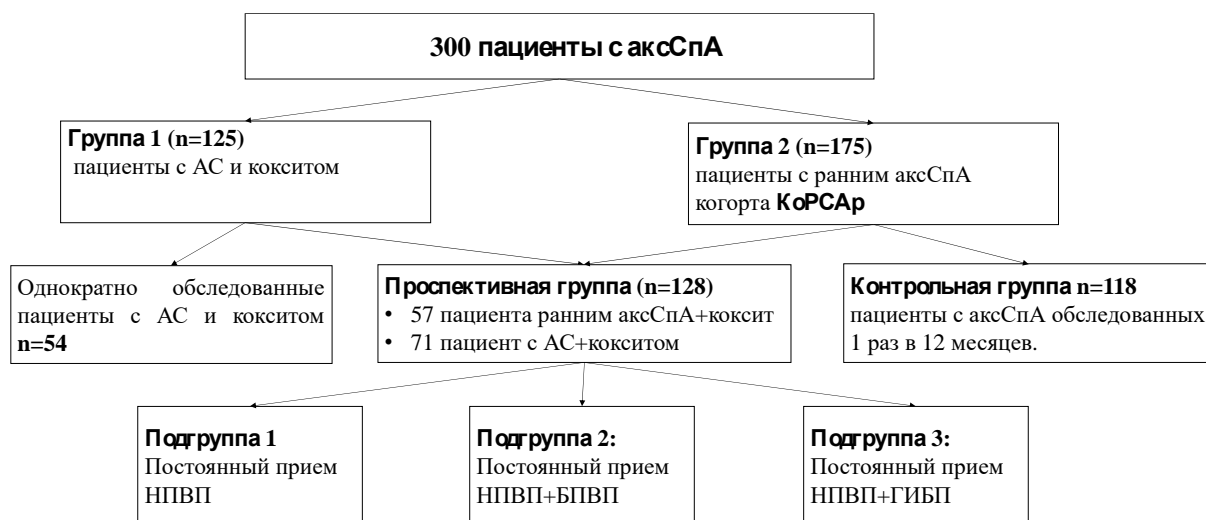 300 пациенты с аксСпА
Группа 1 (n=125)
пациенты с АС и кокситом
Группа 2 (n=175)
пациенты с ранним аксСпА
когорта КоРСАр
Однократно обследованные
пациенты с АС и кокситом
n=54
Проспективная группа (n=128)
• 57 пациента ранним аксСпА+коксит
• 71 пациент с АС+кокситом
Контрольная группа n=118
пациенты с аксСпА обследованных
1 раз в 12 месяцев.
Подгруппа 1
Постоянный прием
НПВП
Подгруппа 2:
Постоянный прием
НПВП+БПВП
Подгруппа 3:
Постоянный прием
НПВП+ГИБП